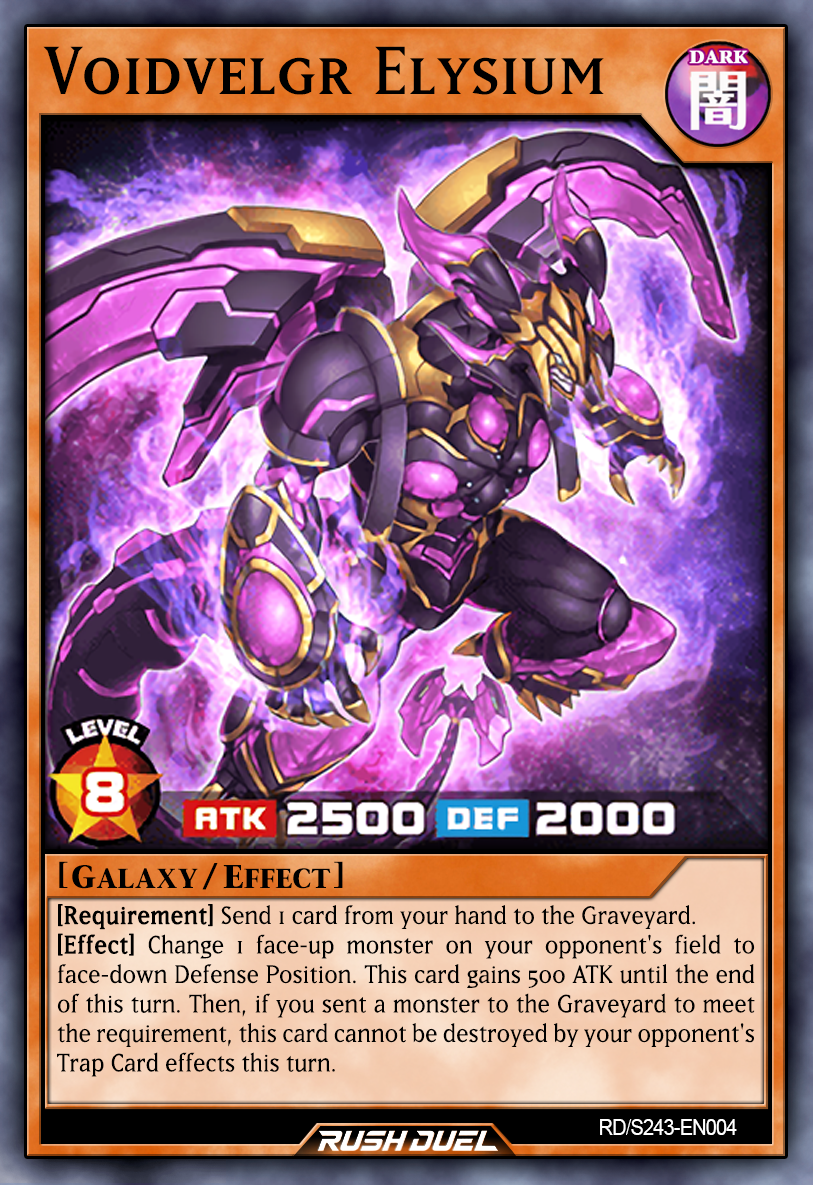 Voidvelgr Elysium
DARK
闇
LEVEL
8
ATK 2500 DEF 2000
[Galaxy/Effect]
[Requirement] Send 1 card from your hand to the Graveyard.
[Effect] Change 1 face-up monster on your opponent's field to
face-down Defense Position. This card gains 500 ATK until the end
of this turn. Then, if you sent a monster to the Graveyard to meet
the requirement, this card cannot be destroyed by your opponent's
Trap Card effects this turn.
RD/S243-EN004
RUSH DUEL